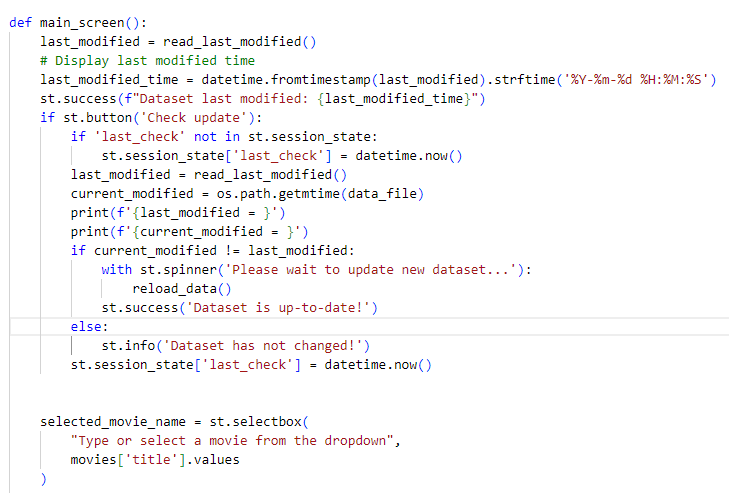 def main_screen():
    last_modified = read_last_modified()
    # Display last modified time
    last_modified_time = datetime.fromtimestamp(last_modified).strftime('%Y-%m-%d %H:%M:%S')
    st.success(f"Dataset last modified: {last_modified_time}")
    if st.button('Check update'):
        if 'last_check' not in st.session_state:
            st.session_state['last_check'] = datetime.now()
        last_modified = read_last_modified()
        current_modified = os.path.getmtime(data_file)
        print(f'{last_modified = }')
        print(f'{current_modified = }')
        if current_modified != last_modified:
            with st.spinner('Please wait to update new dataset...'):
                reload_data()
            st.success('Dataset is up-to-date!')
        else:
            st.info('Dataset has not changed!')
        st.session_state['last_check'] = datetime.now()
    selected_movie_name = st.selectbox(
        "Type or select a movie from the dropdown",
        movies['title'].values
    )